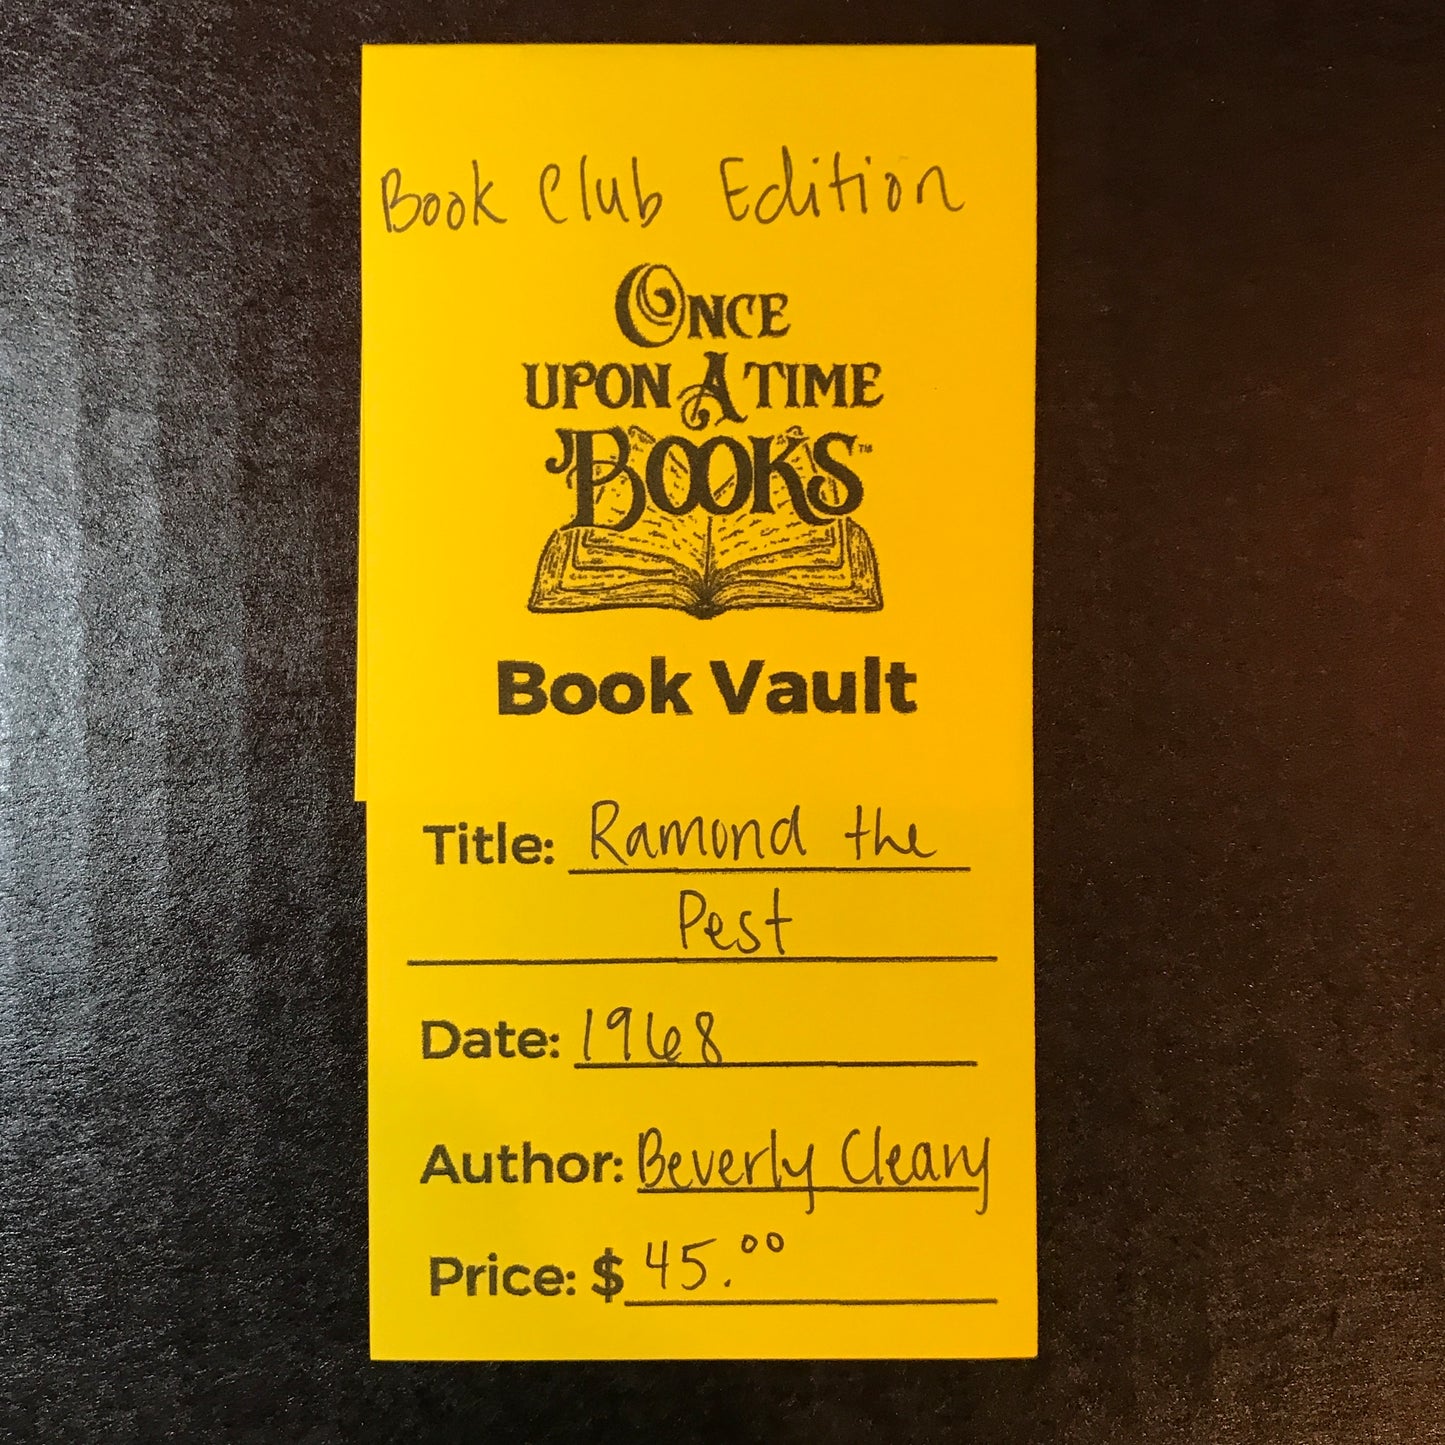 Book Club Edition
ONCE
UPON A TIME
BOOKS™
Book Vault
Title: Ramond the
Pest
Date: 1968
Author: Beverly Cleary
Price: $ 45.00